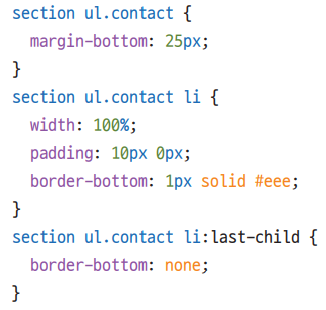 section ul.contact {
  margin-bottom: 25px;
}
section ul.contact li {
  width: 100%;
  padding: 10px 0px;
  border-bottom: 1px solid #eee;
}
section ul.contact li:last-child {
  border-bottom: none;
}